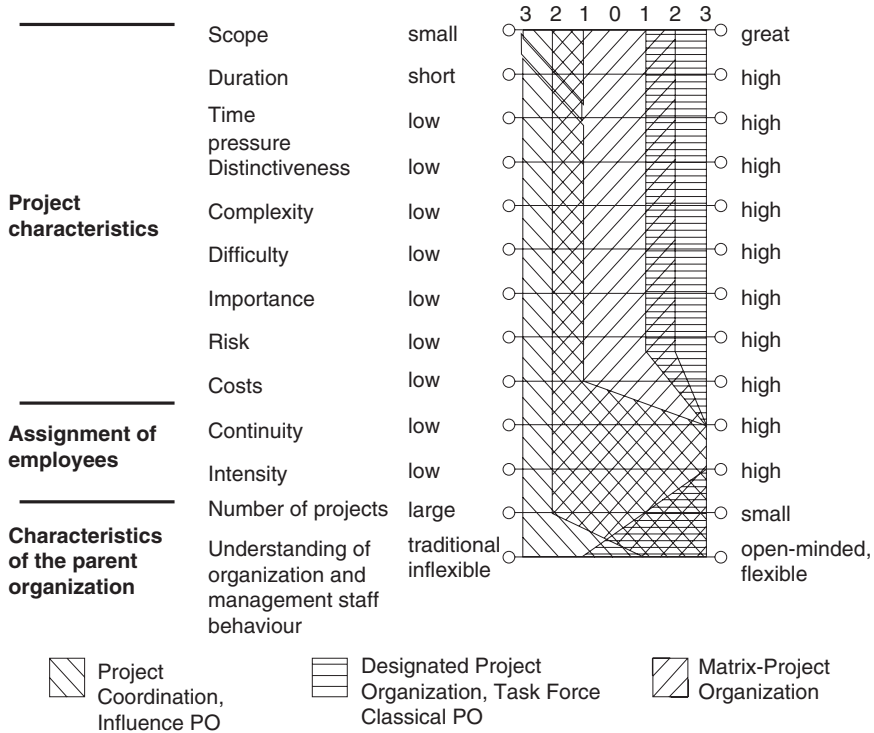 3 2 1 0 1 2 3
Scope small great
Duration short high
Time
pressure low high
Distinctiveness low high
Project
characteristics
Complexity low high
Difficulty low high
Importance low high
Risk low high
Costs low high
Assignment of
employees
Continuity low high
Intensity low high
Number of projects large small
Characteristics
of the parent
organization
Understanding of
organization and
management staff
behaviour
traditional
inflexible
open-minded,
flexible
Project
Coordination,
Influence PO
Designated Project
Organization, Task Force
Classical PO
Matrix-Project
Organization